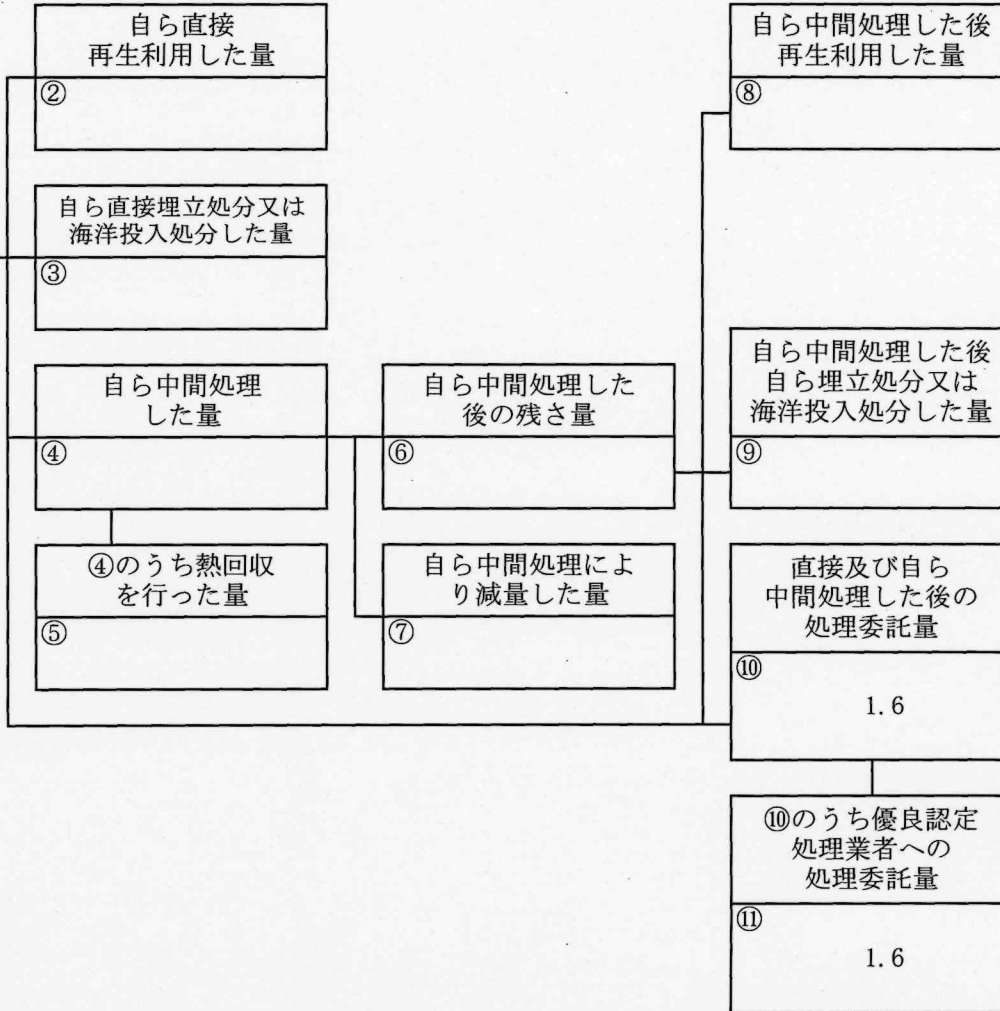 自ら直接
再生利用した量
②
自ら直接埋立処分又は
海洋投入処分した量
③
自ら中間処理
した量
④
④のうち熱回収
を行った量
⑤
自ら中間処理した
後の残さ量
⑥
自ら中間処理によ
り減量した量
⑦
自ら中間処理した後
再生利用した量
⑧
自ら中間処理した後
自ら埋立処分又は
海洋投入処分した量
⑨
直接及び自ら
中間処理した後の
処理委託量
⑩
1.6
⑩のうち優良認定
処理業者への
処理委託量
⑪
1.6